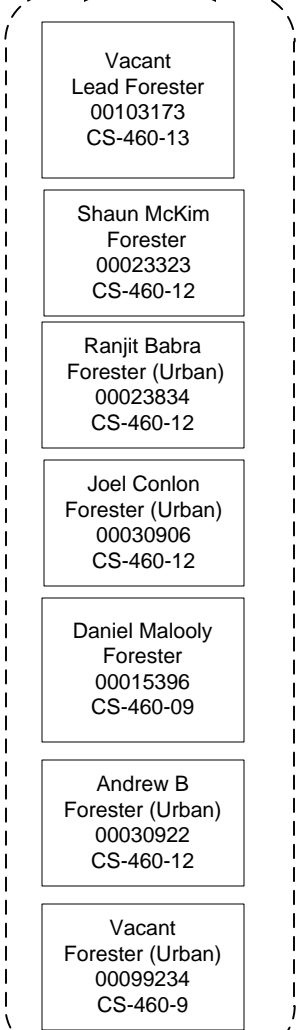 Vacant
Lead Forester
00103173
CS-460-13
Shaun McKim
Forester
00023323
CS-460-12
Ranjit Babra
Forester (Urban)
00023834
CS-460-12
Joel Conlon
Forester (Urban)
00030906
CS-460-12
Daniel Malooly
Forester
00015396
CS-460-09
Andrew B
Forester (Urban)
00030922
CS-460-12
Vacant
Forester (Urban)
00099234
CS-460-9